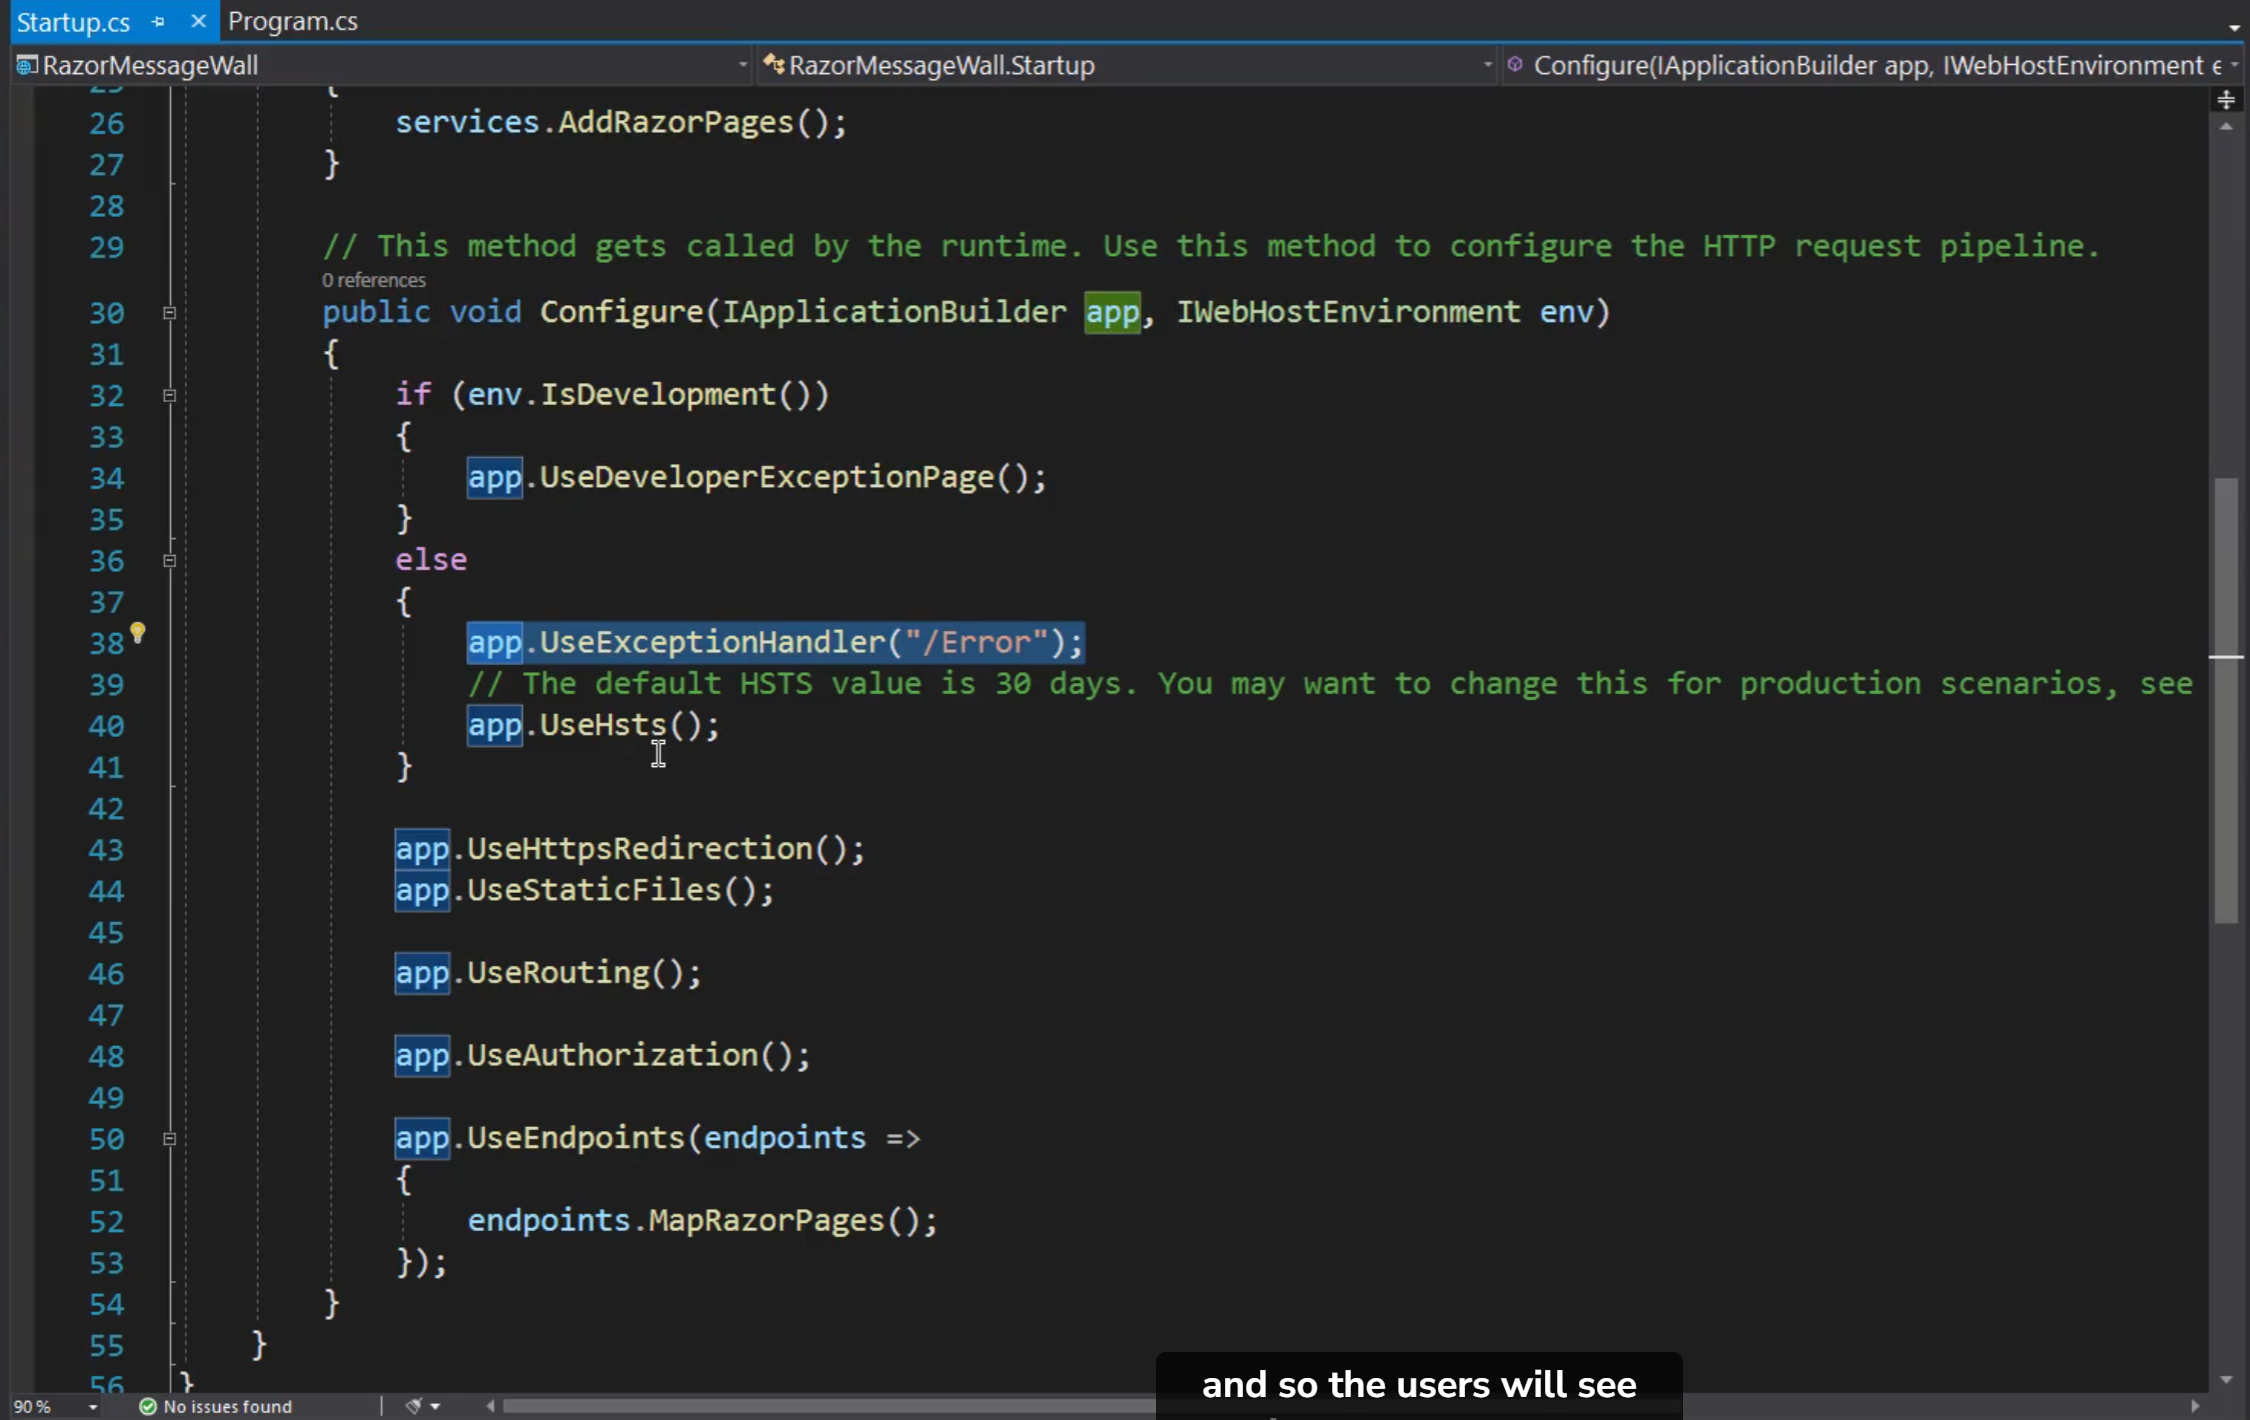 Startup.cs Program.cs
RazorMessageWall RazorMessageWall.Startup Configure(IApplicationBuilder app, IWebHostEnvironment e
25 {
26 services.AddRazorPages();
27 }
28
29 // This method gets called by the runtime. Use this method to configure the HTTP request pipeline.
0 references
30 public void Configure(IApplicationBuilder app, IWebHostEnvironment env)
31 {
32 if (env.IsDevelopment())
33 {
34 app.UseDeveloperExceptionPage();
35 }
36 else
37 {
38 app.UseExceptionHandler("/Error");
39 // The default HSTS value is 30 days. You may want to change this for production scenarios, see
40 app.UseHsts();
41 }
42
43 app.UseHttpsRedirection();
44 app.UseStaticFiles();
45
46 app.UseRouting();
47
48 app.UseAuthorization();
49
50 app.UseEndpoints(endpoints =>
51 {
52 endpoints.MapRazorPages();
53 });
54 }
55 }
56 }
and so the users will see
90 % No issues found